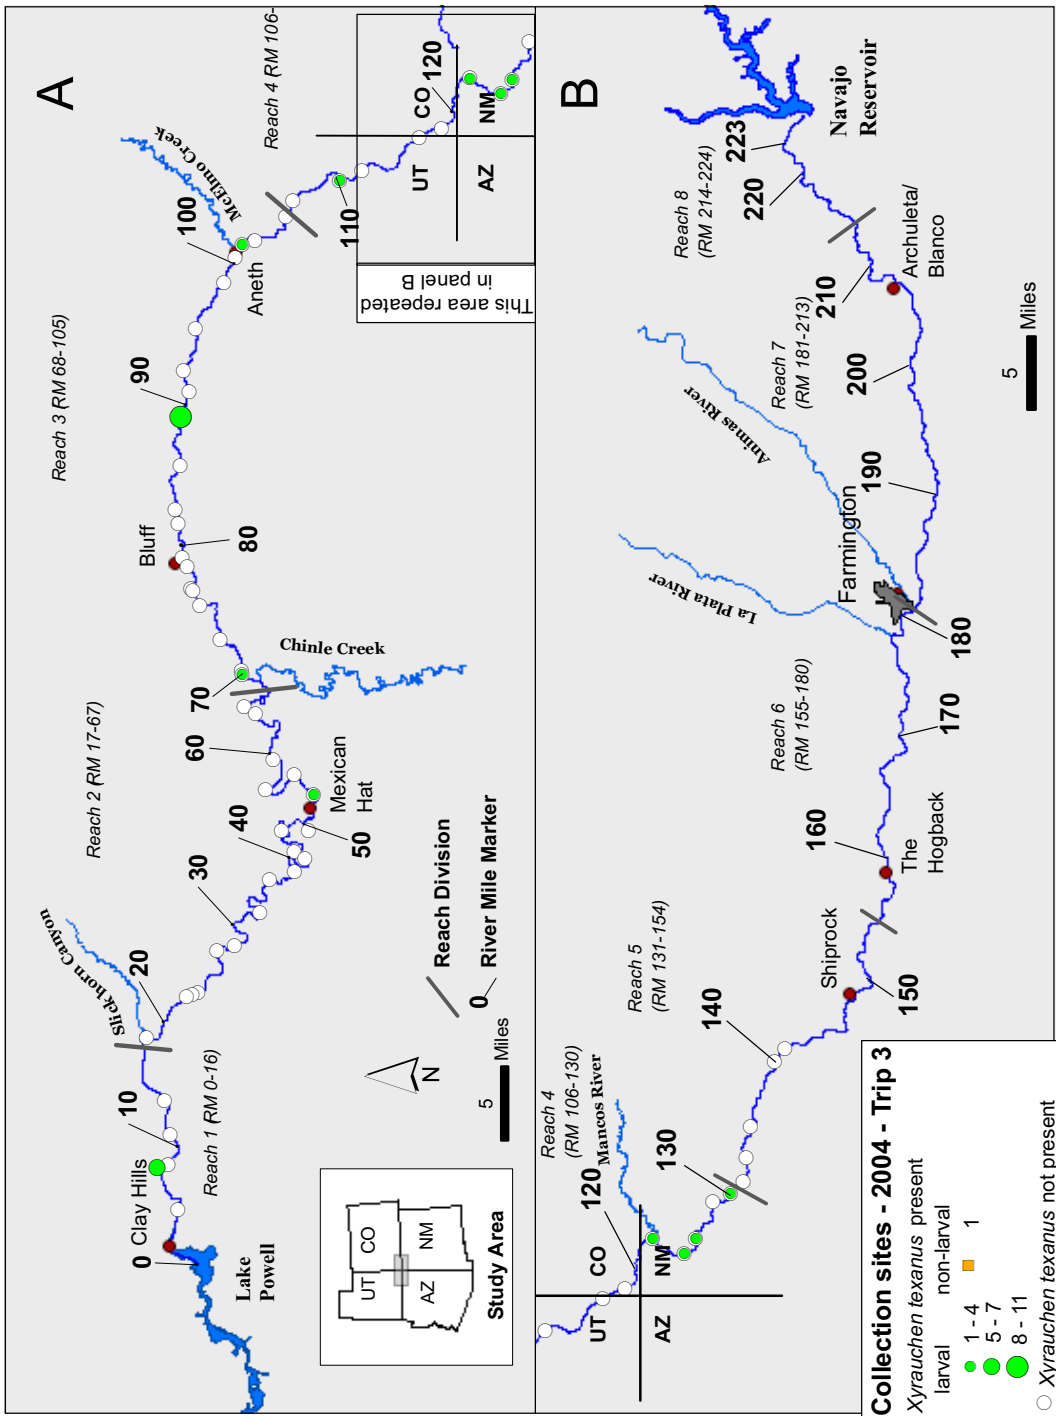 A
Slick horn Canyon
McElmo Creek
Reach 4 (RM 106-
Reach 3 (RM 68-105)
Reach 2 (RM 17-67)
Reach 1 (RM 0-16)
Clay Hills
0
10
20
30
40
50
60
70
80
90
100
110
120
Lake
Powell
Mexican
Hat
Chinle Creek
Bluff
Aneth
UT
CO
AZ
NM
This area repeated
in panel B
Study Area
UT
CO
AZ
NM
N
5
Miles
Reach Division
0
River Mile Marker
B
Reach 4
(RM 106-130)
Mancos River
Reach 5
(RM 131-154)
Reach 6
(RM 155-180)
Reach 7
(RM 181-213)
Reach 8
(RM 214-224)
UT
CO
AZ
NM
120
130
140
150
160
170
180
190
200
210
220
223
Shiprock
The
Hogback
La Plata River
Farmington
Animas River
Archuleta/
Blanco
Navajo
Reservoir
5
Miles
Collection sites - 2004 - Trip 3
Xyrauchen texanus present
larval
non-larval
1 - 4
1
5 - 7
8 - 11
Xyrauchen texanus not present